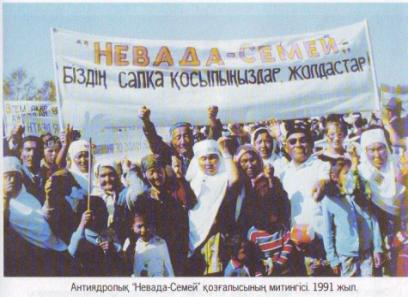 "НЕВАДА-СЕМЕЙ"
БІЗДІҢ САПҚА ҚОСЫЛЫҢЫЗДАР ЖОЛДАСТАР!
Антиядролық "Невада-Семей" қозғалысының митингісі. 1991 жыл.